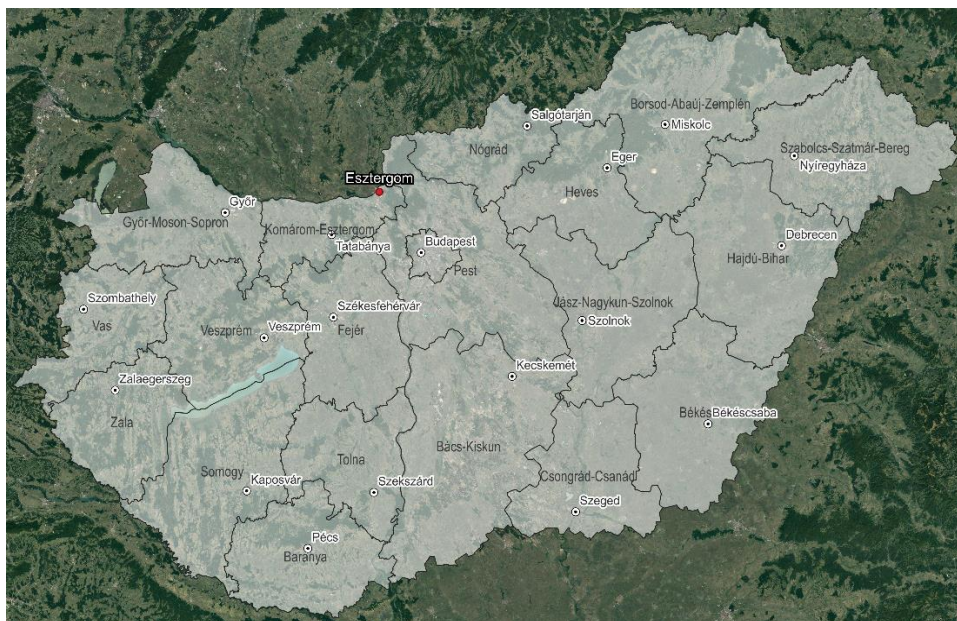 Salgótarján
Borsod-Abaúj-Zemplén
Miskolc
Nógrád
Szabolcs-Szatmár-Bereg
Nyíregyháza
Eger
Heves
Esztergom
Győr
Győr-Moson-Sopron
Komárom-Esztergom
Tatabánya
Budapest
Pest
Debrecen
Hajdú-Bihar
Szombathely
Vas
Székesfehérvár
Fejér
Jász-Nagykun-Szolnok
Szolnok
Veszprém
Veszprém
Kecskemét
Zalaegerszeg
Zala
Békés
Békéscsaba
Bács-Kiskun
Tolna
Somogy
Kaposvár
Szekszárd
Csongrád-Csanád
Szeged
Pécs
Baranya